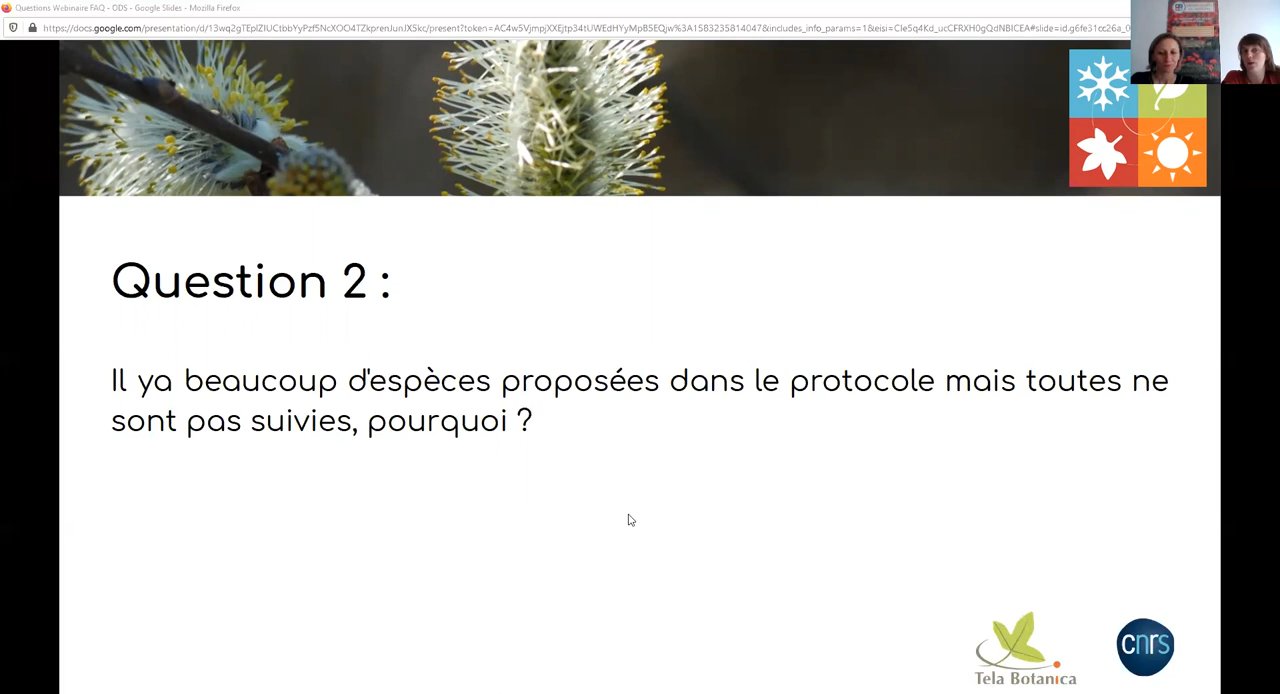 Questions Webinaire FAQ - ODS - Google Slides - Mozilla Firefox
Question 2 :
Il ya beaucoup d'espèces proposées dans le protocole mais toutes ne
sont pas suivies, pourquoi ?
Tela Botanica
cnrs